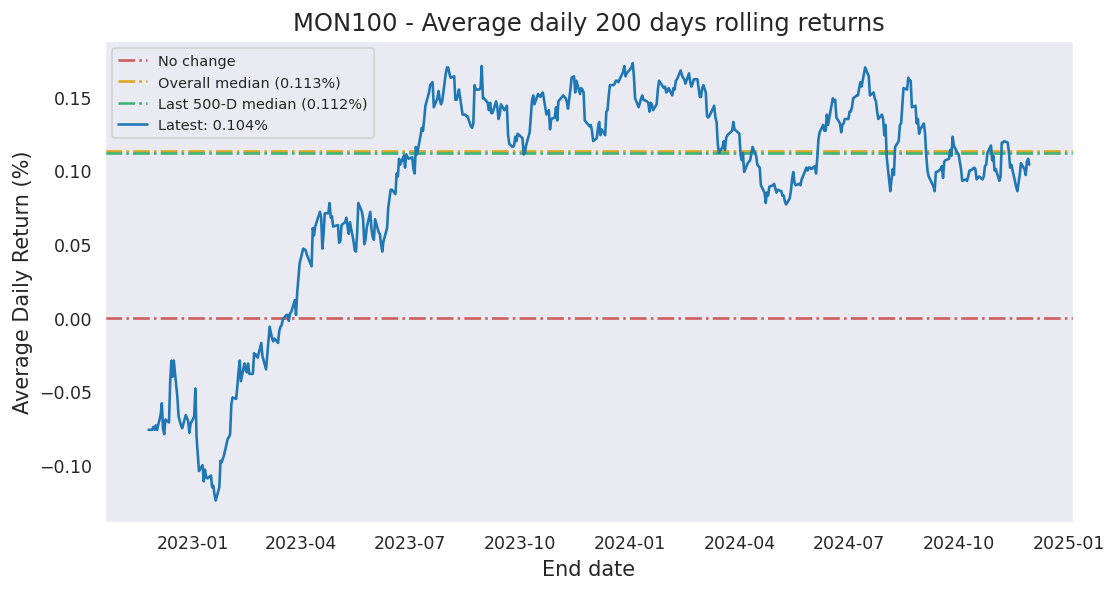 MON100 - Average daily 200 days rolling returns
No change
Overall median (0.113%)
Last 500-D median (0.112%)
Latest: 0.104%
Average Daily Return (%)
0.15
0.10
0.05
0.00
−0.05
−0.10
2023-01 2023-04 2023-07 2023-10 2024-01 2024-04 2024-07 2024-10 2025-01
End date